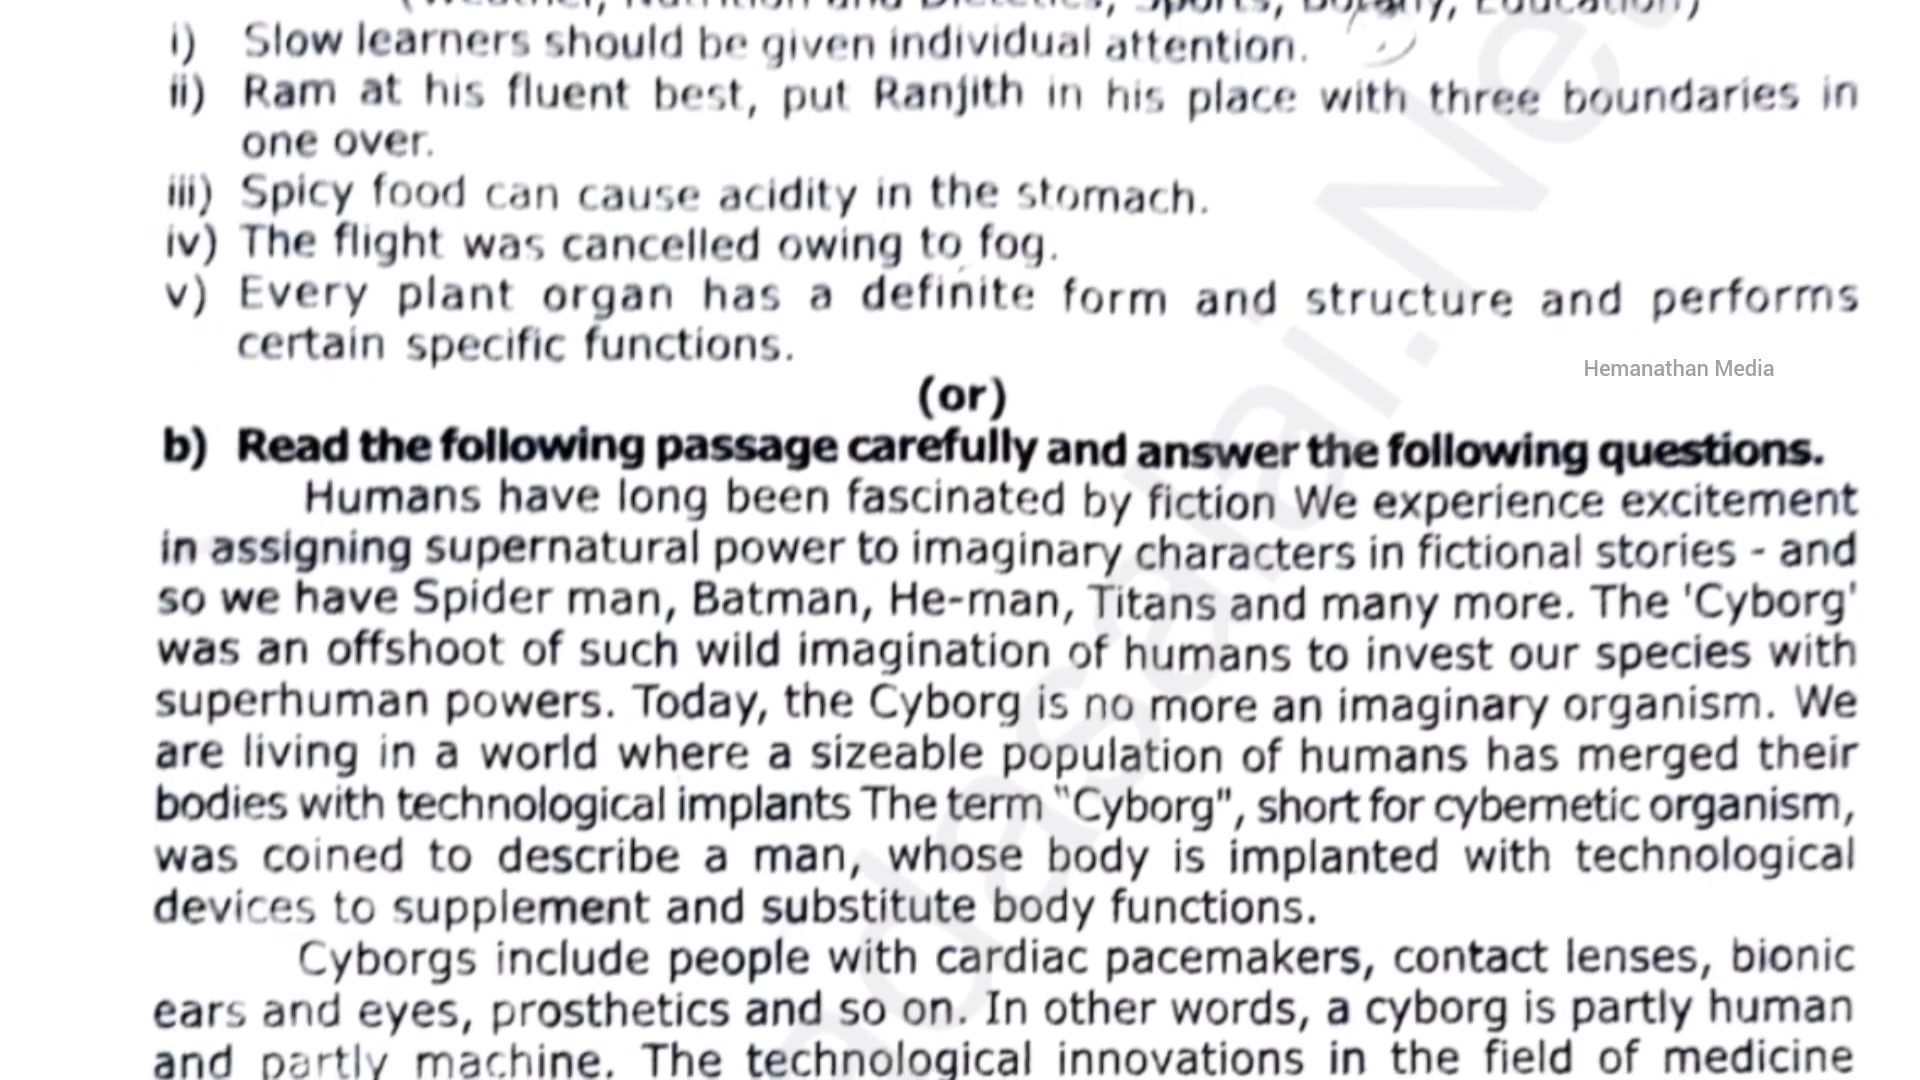 (Weather, Nutrition and Dietetics, Sports, Botany, Education)
i) Slow learners should be given individual attention.
ii) Ram at his fluent best, put Ranjith in his place with three boundaries in
one over.
iii) Spicy food can cause acidity in the stomach.
iv) The flight was cancelled owing to fog.
v) Every plant organ has a definite form and structure and performs
certain specific functions.
Hemanathan Media
(or)
b) Read the following passage carefully and answer the following questions.
Humans have long been fascinated by fiction We experience excitement
in assigning supernatural power to imaginary characters in fictional stories - and
so we have Spider man, Batman, He-man, Titans and many more. The 'Cyborg'
was an offshoot of such wild imagination of humans to invest our species with
superhuman powers. Today, the Cyborg is no more an imaginary organism. We
are living in a world where a sizeable population of humans has merged their
bodies with technological implants The term "Cyborg", short for cybernetic organism,
was coined to describe a man, whose body is implanted with technological
devices to supplement and substitute body functions.
Cyborgs include people with cardiac pacemakers, contact lenses, bionic
ears and eyes, prosthetics and so on. In other words, a cyborg is partly human
and partly machine. The technological innovations in the field of medicine